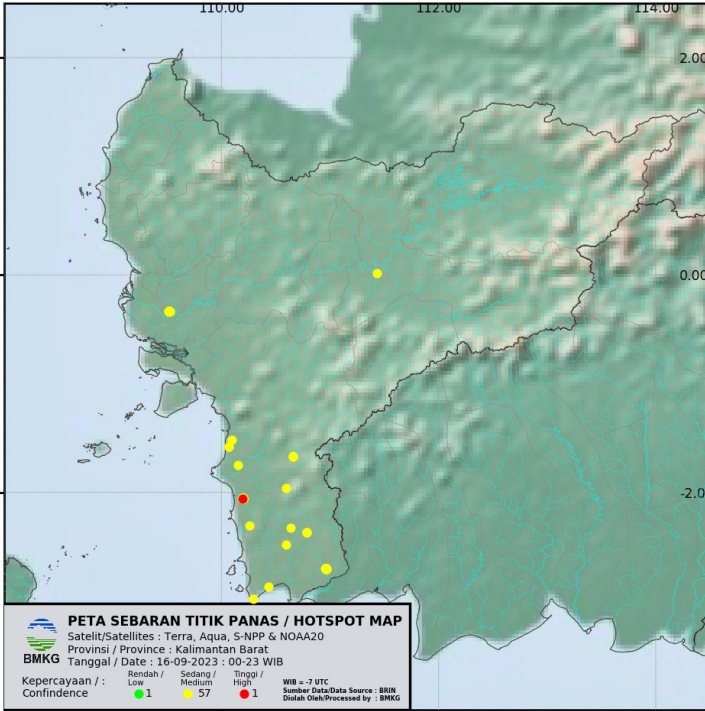 110.00 112.00 114.00
2.00
0.00
-2.0
PETA SEBARAN TITIK PANAS / HOTSPOT MAP
Satelit/Satellites : Terra, Aqua, S-NPP & NOAA20
Provinsi / Province : Kalimantan Barat
Tanggal / Date : 16-09-2023 : 00-23 WIB
BMKG
Kepercayaan / :
Confindence
Rendah /
Low
1
Sedang /
Medium
57
Tinggi /
High
1
WIB = -7 UTC
Sumber Data/Data Source : BRIN
Diolah Oleh/Processed by : BMKG